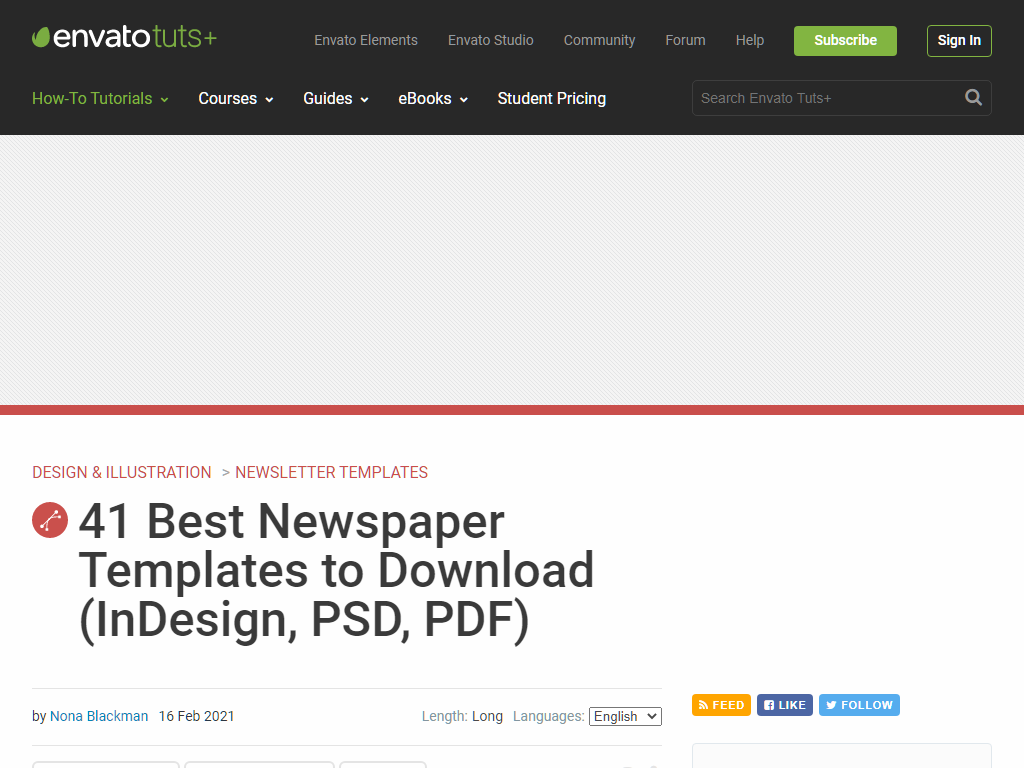 envatotuts+
Envato Elements
Envato Studio
Community
Forum
Help
Subscribe
Sign In
How-To Tutorials
Courses
Guides
eBooks
Student Pricing
Search Envato Tuts+
DESIGN & ILLUSTRATION > NEWSLETTER TEMPLATES
41 Best Newspaper
Templates to Download
(InDesign, PSD, PDF)
by Nona Blackman 16 Feb 2021
Length: Long Languages: English
FEED
LIKE
FOLLOW